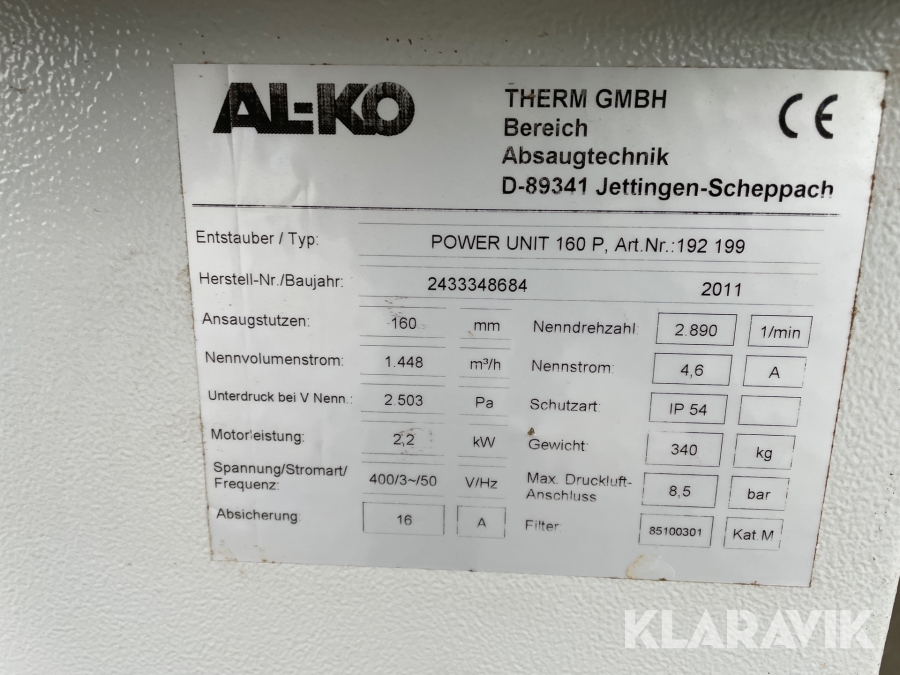 AL-KO
THERM GMBH
Bereich
Absaugtechnik
D-89341 Jettingen-Scheppach
CE
Entstauber / Typ: POWER UNIT 160 P, Art.Nr.:192 199
Herstell-Nr./Baujahr: 2433348684 2011
Ansaugstutzen: 160 mm Nenndrehzahl: 2.890 1/min
Nennvolumenstrom: 1.448 m³/h Nennstrom: 4,6 A
Unterdruck bei V Nenn.: 2.503 Pa Schutzart: IP 54
Motorleistung: 2,2 kW Gewicht: 340 kg
Spannung/Stromart/
Frequenz: 400/3~/50 V/Hz Max. Druckluft-
Anschluss 8,5 bar
Absicherung: 16 A Filter: 85100301 Kat.M
KLARAVIK